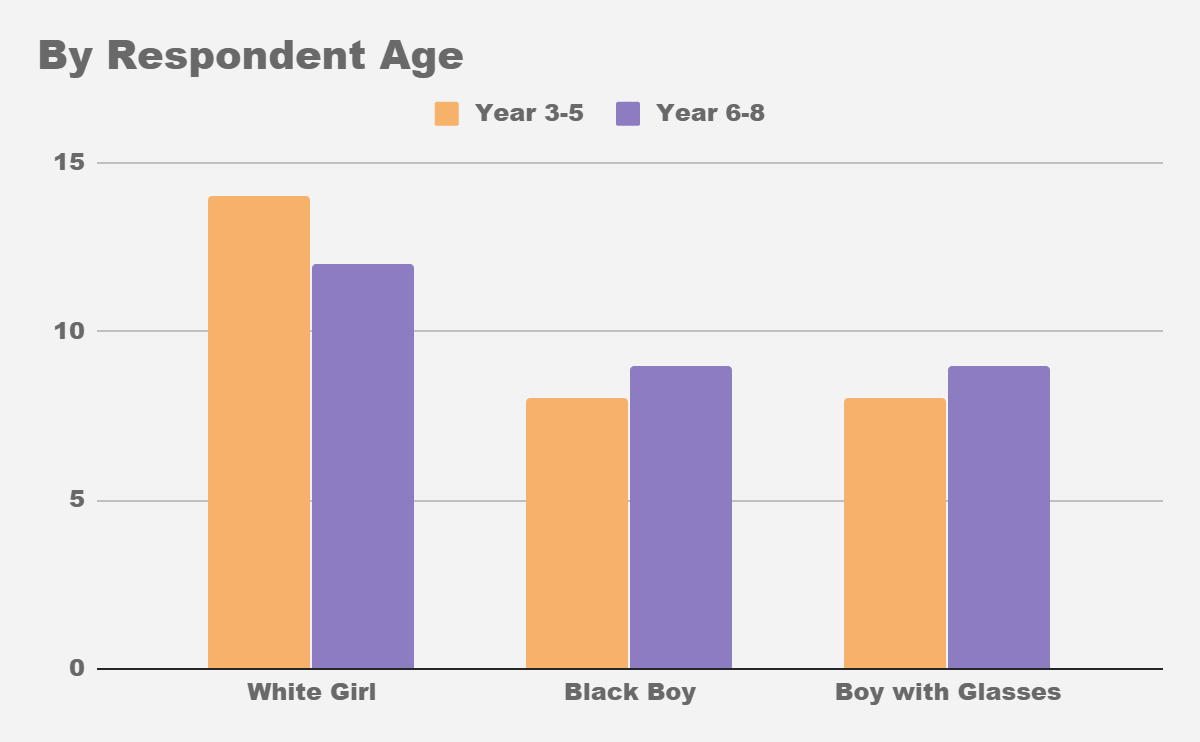 By Respondent Age
Year 3-5 Year 6-8
15
10
5
0
White Girl Black Boy Boy with Glasses